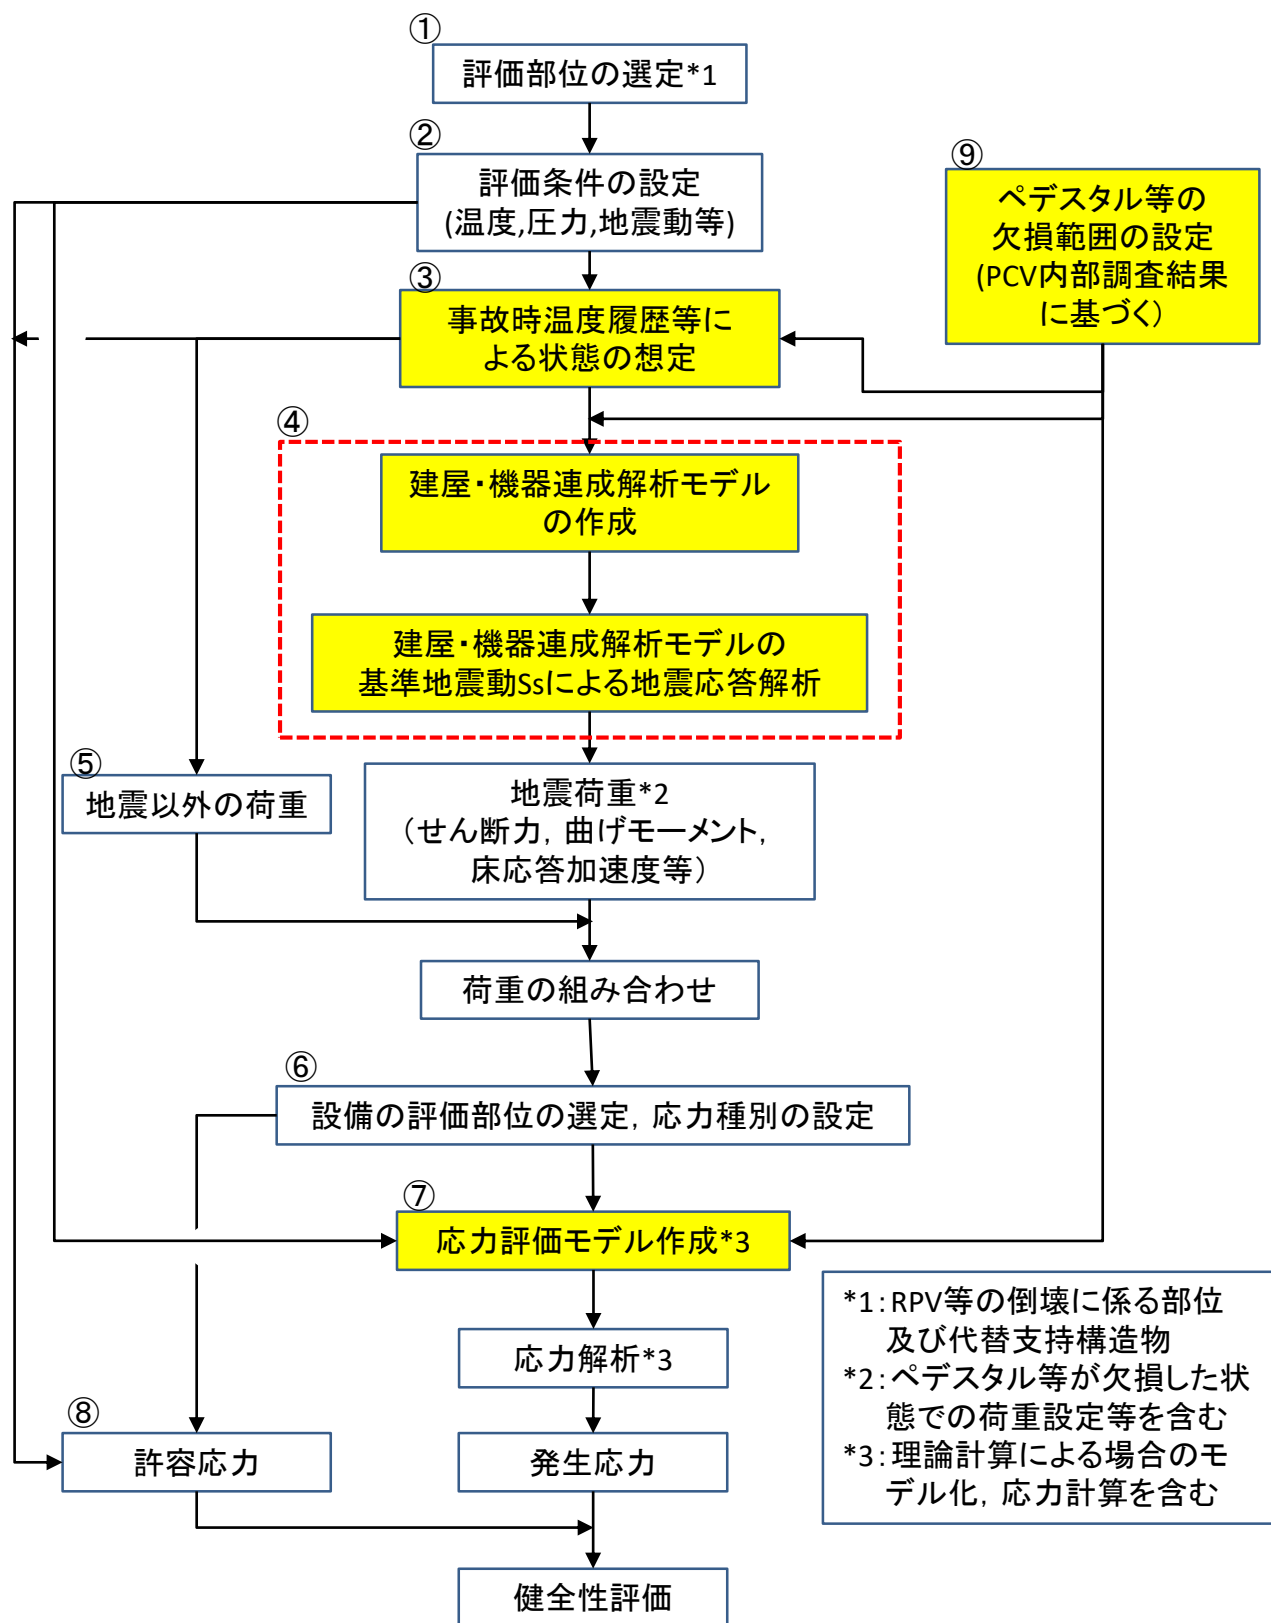 ①
評価部位の選定*1
②
評価条件の設定
(温度,圧力,地震動等)
⑨
ペデスタル等の
欠損範囲の設定
(PCV内部調査結果
に基づく)
③
事故時温度履歴等に
よる状態の想定
④
建屋・機器連成解析モデル
の作成
建屋・機器連成解析モデルの
基準地震動Ssによる地震応答解析
⑤
地震以外の荷重
地震荷重*2
(せん断力, 曲げモーメント,
床応答加速度等)
荷重の組み合わせ
⑥
設備の評価部位の選定, 応力種別の設定
⑦
応力評価モデル作成*3
応力解析*3
⑧
許容応力
発生応力
健全性評価
*1:RPV等の倒壊に係る部位
及び代替支持構造物
*2:ペデスタル等が欠損した状
態での荷重設定等を含む
*3:理論計算による場合のモ
デル化, 応力計算を含む